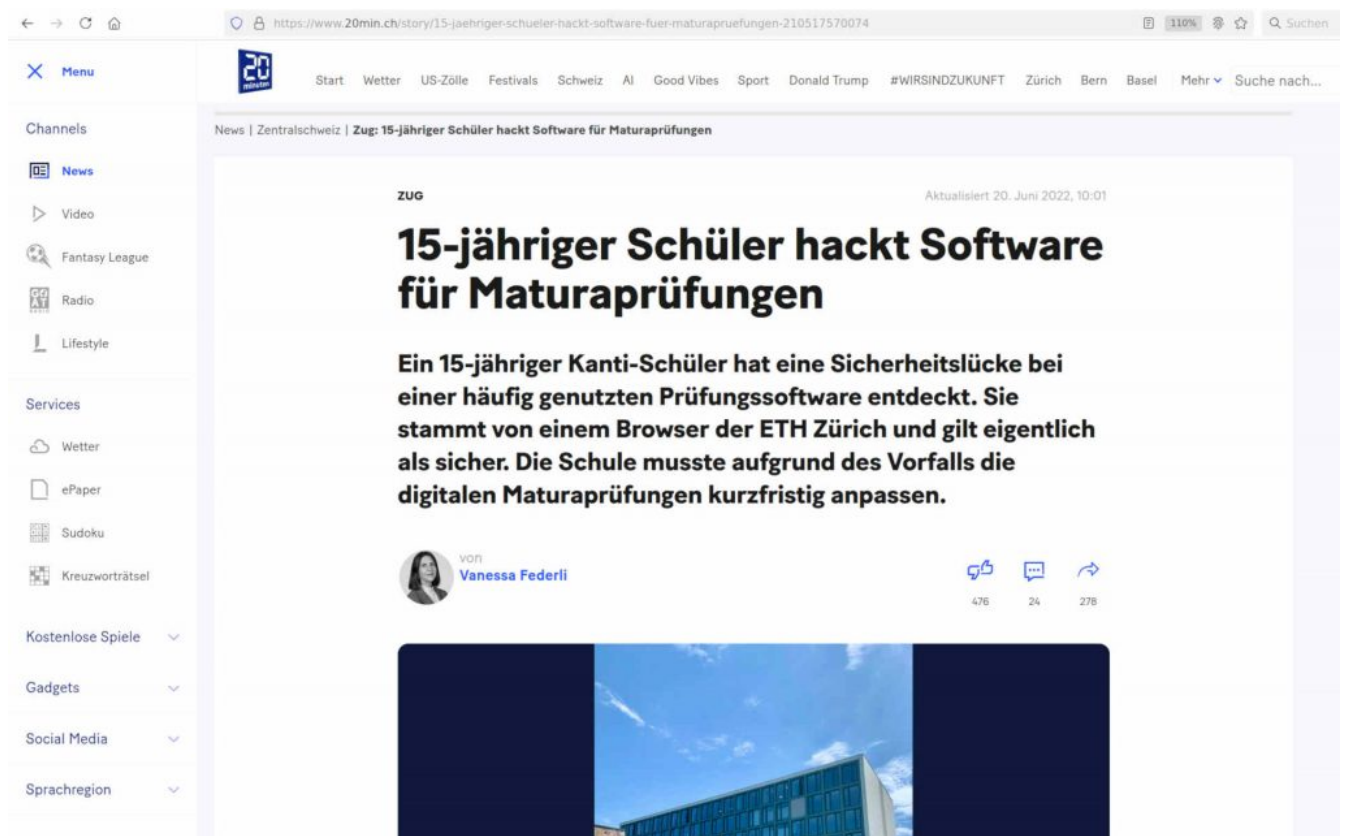 https://www.20min.ch/story/15-jaehriger-schueler-hackt-software-fuer-maturapruefungen-210517570074
110%
Suchen
Menu
20
minuten
Start Wetter US-Zölle Festivals Schweiz AI Good Vibes Sport Donald Trump #WIRSINDZUKUNFT Zürich Bern Basel Mehr Suche nach...
Channels
News
Video
Fantasy League
Radio
Lifestyle
Services
Wetter
ePaper
Sudoku
Kreuzworträtsel
Kostenlose Spiele
Gadgets
Social Media
Sprachregion
News | Zentralschweiz | Zug: 15-jähriger Schüler hackt Software für Maturaprüfungen
ZUG
Aktualisiert 20. Juni 2022, 10:01
15-jähriger Schüler hackt Software
für Maturaprüfungen
Ein 15-jähriger Kanti-Schüler hat eine Sicherheitslücke bei
einer häufig genutzten Prüfungssoftware entdeckt. Sie
stammt von einem Browser der ETH Zürich und gilt eigentlich
als sicher. Die Schule musste aufgrund des Vorfalls die
digitalen Maturaprüfungen kurzfristig anpassen.
von
Vanessa Federli
476 24 278